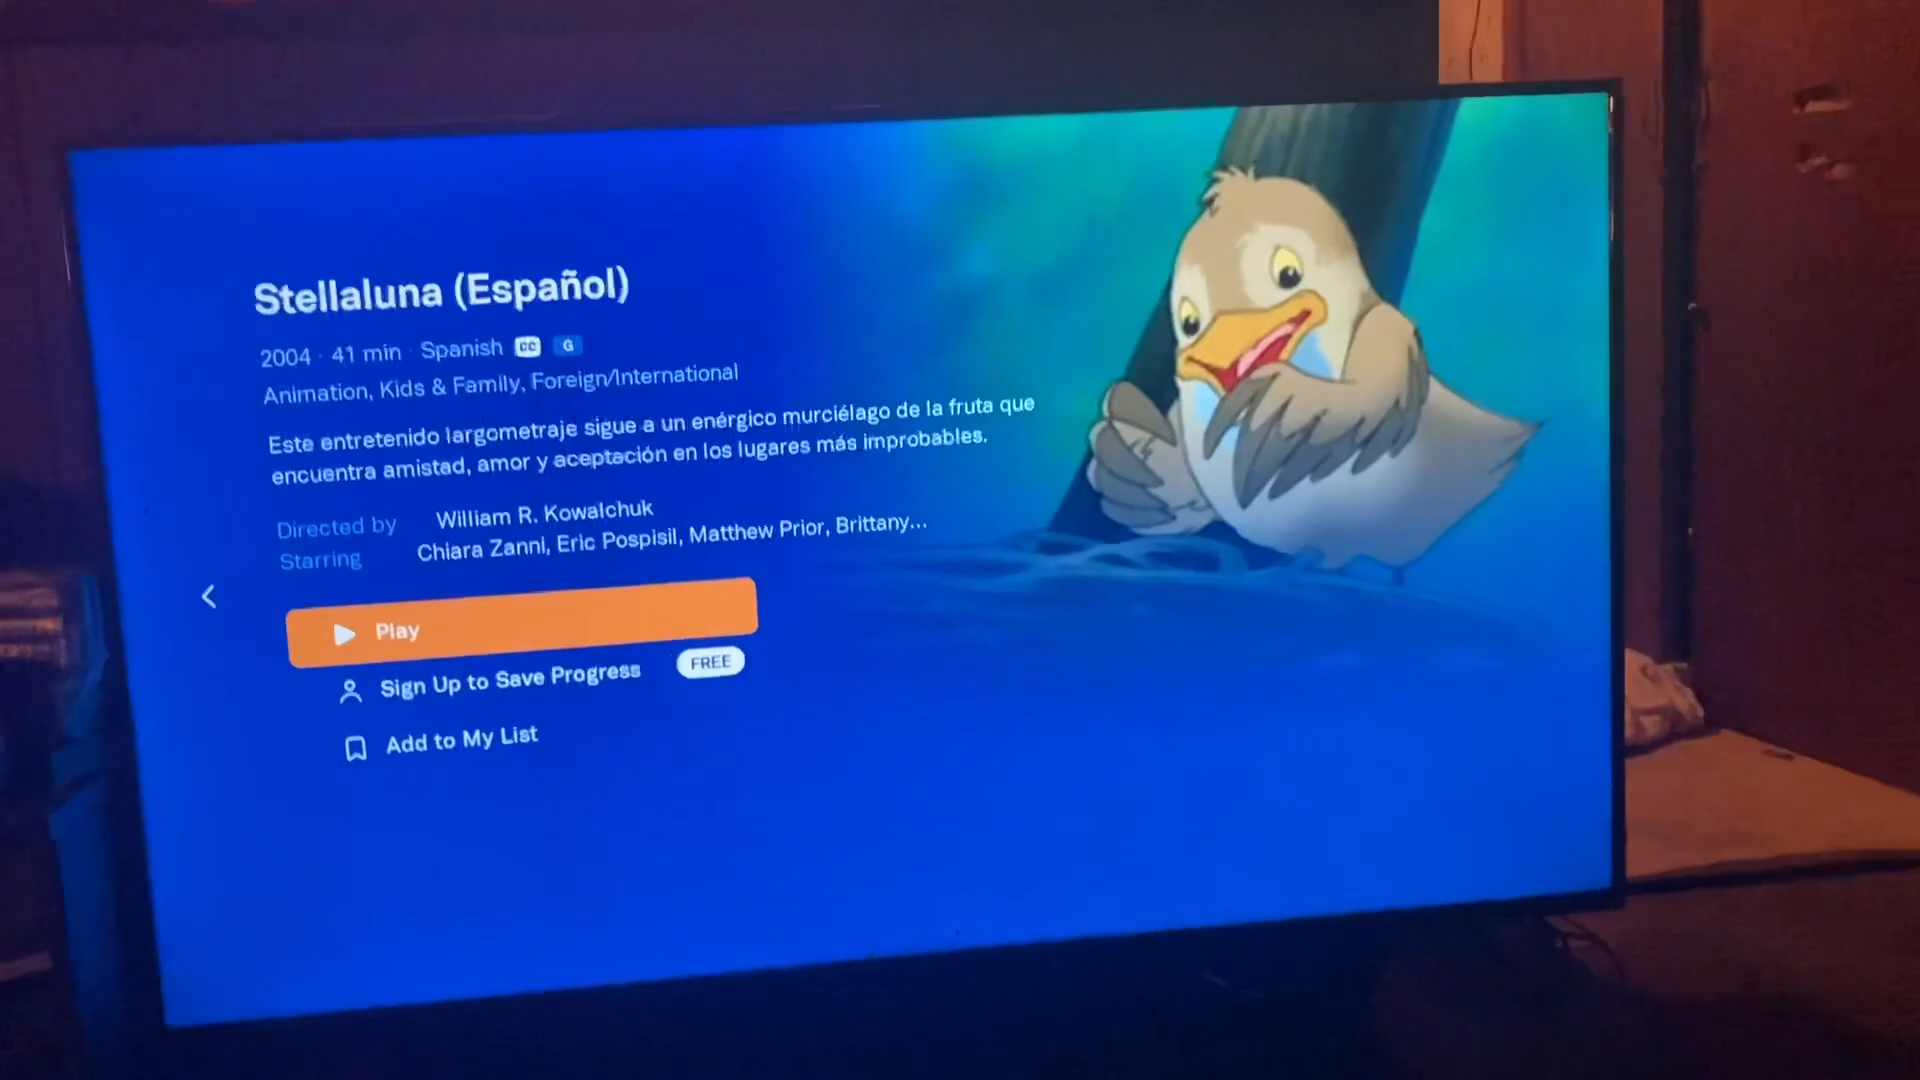 Stellaluna (Español)
2004 · 41 min · Spanish CC G
Animation, Kids & Family, Foreign/International
Este entretenido largometraje sigue a un enérgico murciélago de la fruta que
encuentra amistad, amor y aceptación en los lugares más improbables.
Directed by William R. Kowalchuk
Starring Chiara Zanni, Eric Pospisil, Matthew Prior, Brittany...
Play
Sign Up to Save Progress FREE
Add to My List